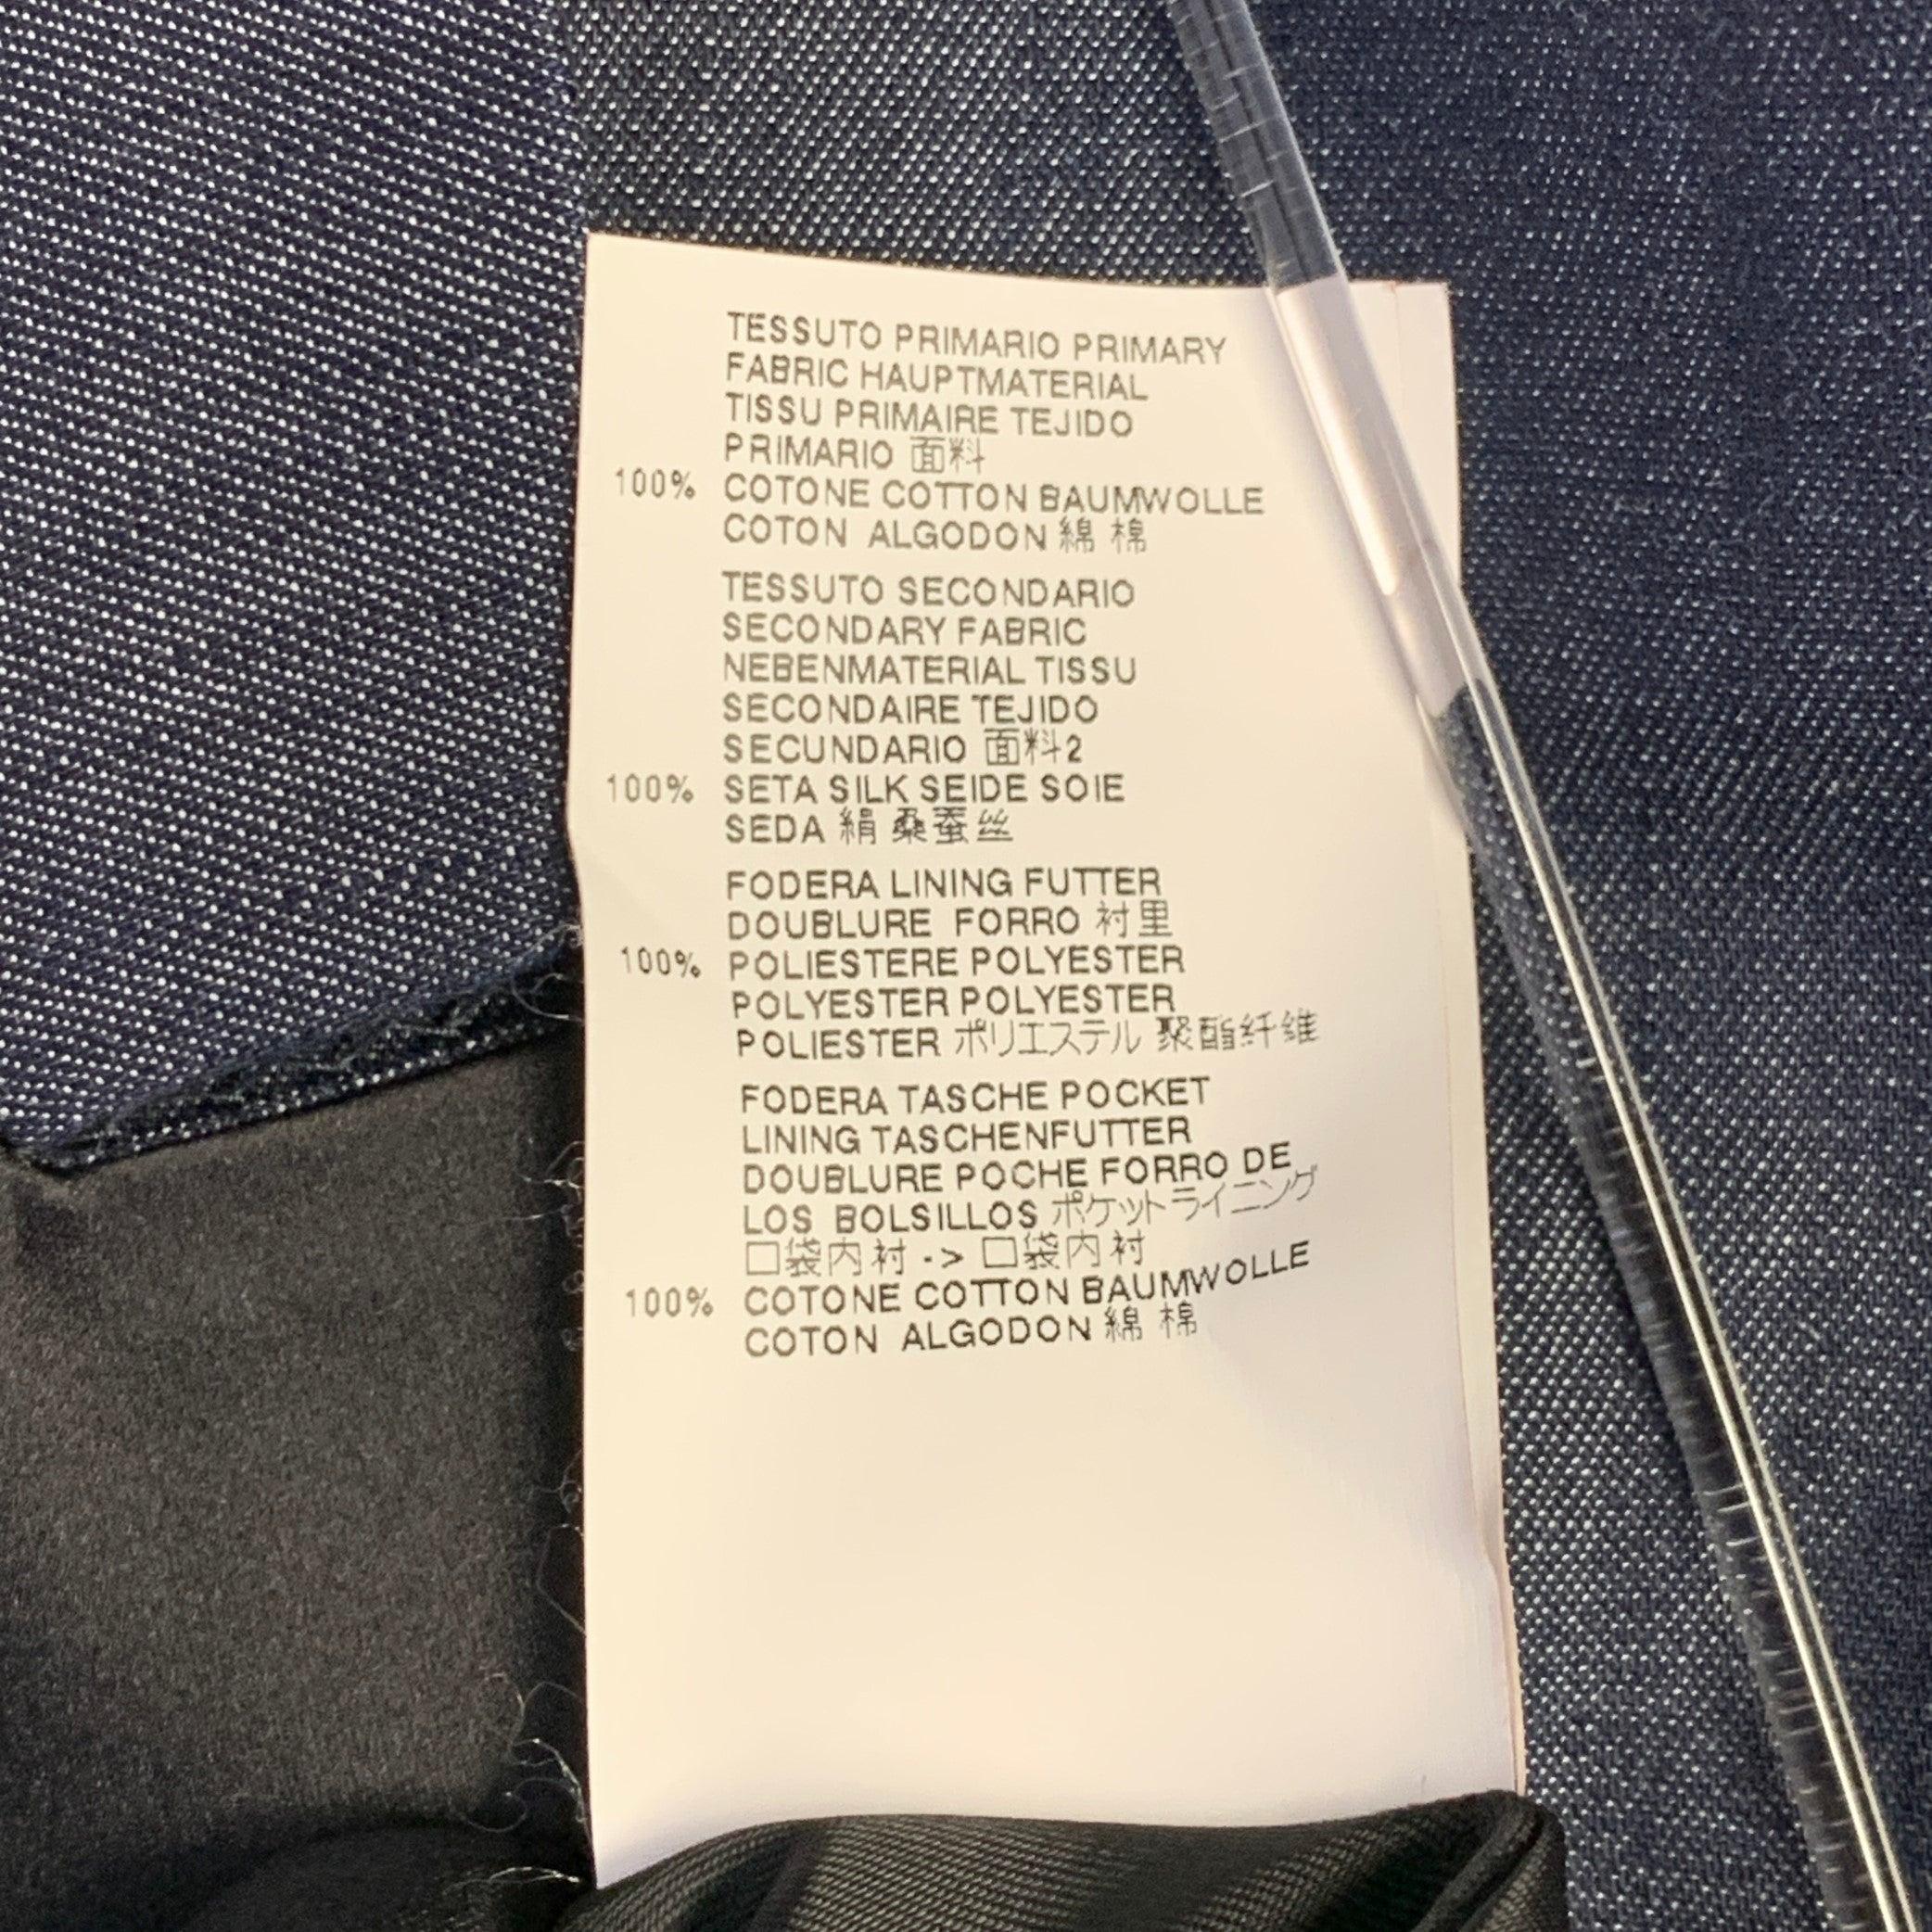 TESSUTO PRIMARIO PRIMARY
FABRIC HAUPTMATERIAL
TISSU PRIMAIRE TEJIDO
PRIMARIO 面料
100% COTONE COTTON BAUMWOLLE
COTON ALGODON 綿 棉
TESSUTO SECONDARIO
SECONDARY FABRIC
NEBENMATERIAL TISSU
SECONDAIRE TEJIDO
SECUNDARIO 面料2
100% SETA SILK SEIDE SOIE
SEDA 絹 桑蚕丝
FODERA LINING FUTTER
DOUBLURE FORRO 衬里
100% POLIESTERE POLYESTER
POLYESTER POLYESTER
POLIESTER ポリエステル 聚酯纤维
FODERA TASCHE POCKET
LINING TASCHENFUTTER
DOUBLURE POCHE FORRO DE
LOS BOLSILLOS ポケットライニング
口袋内衬 -> 口袋内衬
100% COTONE COTTON BAUMWOLLE
COTON ALGODON 綿 棉